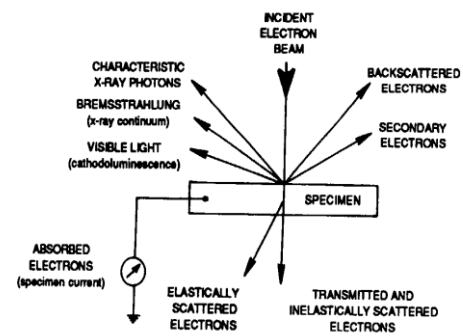 INCIDENT
ELECTRON
BEAM
CHARACTERISTIC
X-RAY PHOTONS
BACKSCATTERED
ELECTRONS
BREMSSTRAHLUNG
(x-ray continuum)
SECONDARY
ELECTRONS
VISIBLE LIGHT
(cathodoluminescence)
SPECIMEN
ABSORBED
ELECTRONS
(specimen current)
ELASTICALLY
SCATTERED
ELECTRONS
TRANSMITTED AND
INELASTICALLY SCATTERED
ELECTRONS